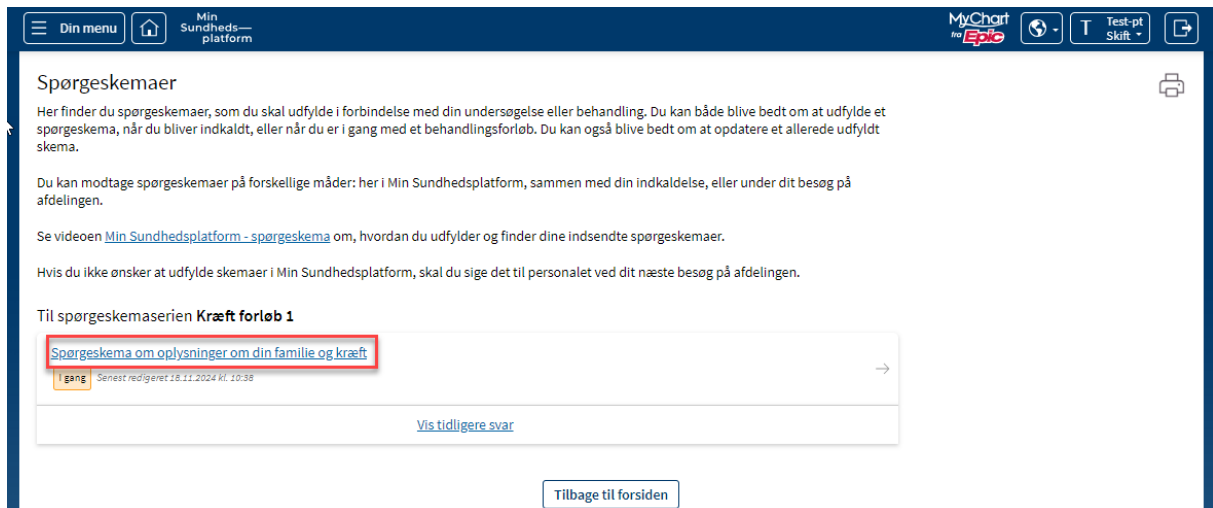 Din menu
Min
Sundheds—
platform
MyChart
fra Epic
T
Test-pt
Skift
Spørgeskemaer
Her finder du spørgeskemaer, som du skal udfylde i forbindelse med din undersøgelse eller behandling. Du kan både blive bedt om at udfylde et
spørgeskema, når du bliver indkaldt, eller når du er i gang med et behandlingsforløb. Du kan også blive bedt om at opdatere et allerede udfyldt
skema.
Du kan modtage spørgeskemaer på forskellige måder: her i Min Sundhedsplatform, sammen med din indkaldelse, eller under dit besøg på
afdelingen.
Se videoen Min Sundhedsplatform - spørgeskema om, hvordan du udfylder og finder dine indsendte spørgeskemaer.
Hvis du ikke ønsker at udfylde skemaer i Min Sundhedsplatform, skal du sige det til personalet ved dit næste besøg på afdelingen.
Til spørgeskemaserien Kræft forløb 1
Spørgeskema om oplysninger om din familie og kræft
I gang Senest redigeret 18.11.2024 kl. 10:38
Vis tidligere svar
Tilbage til forsiden